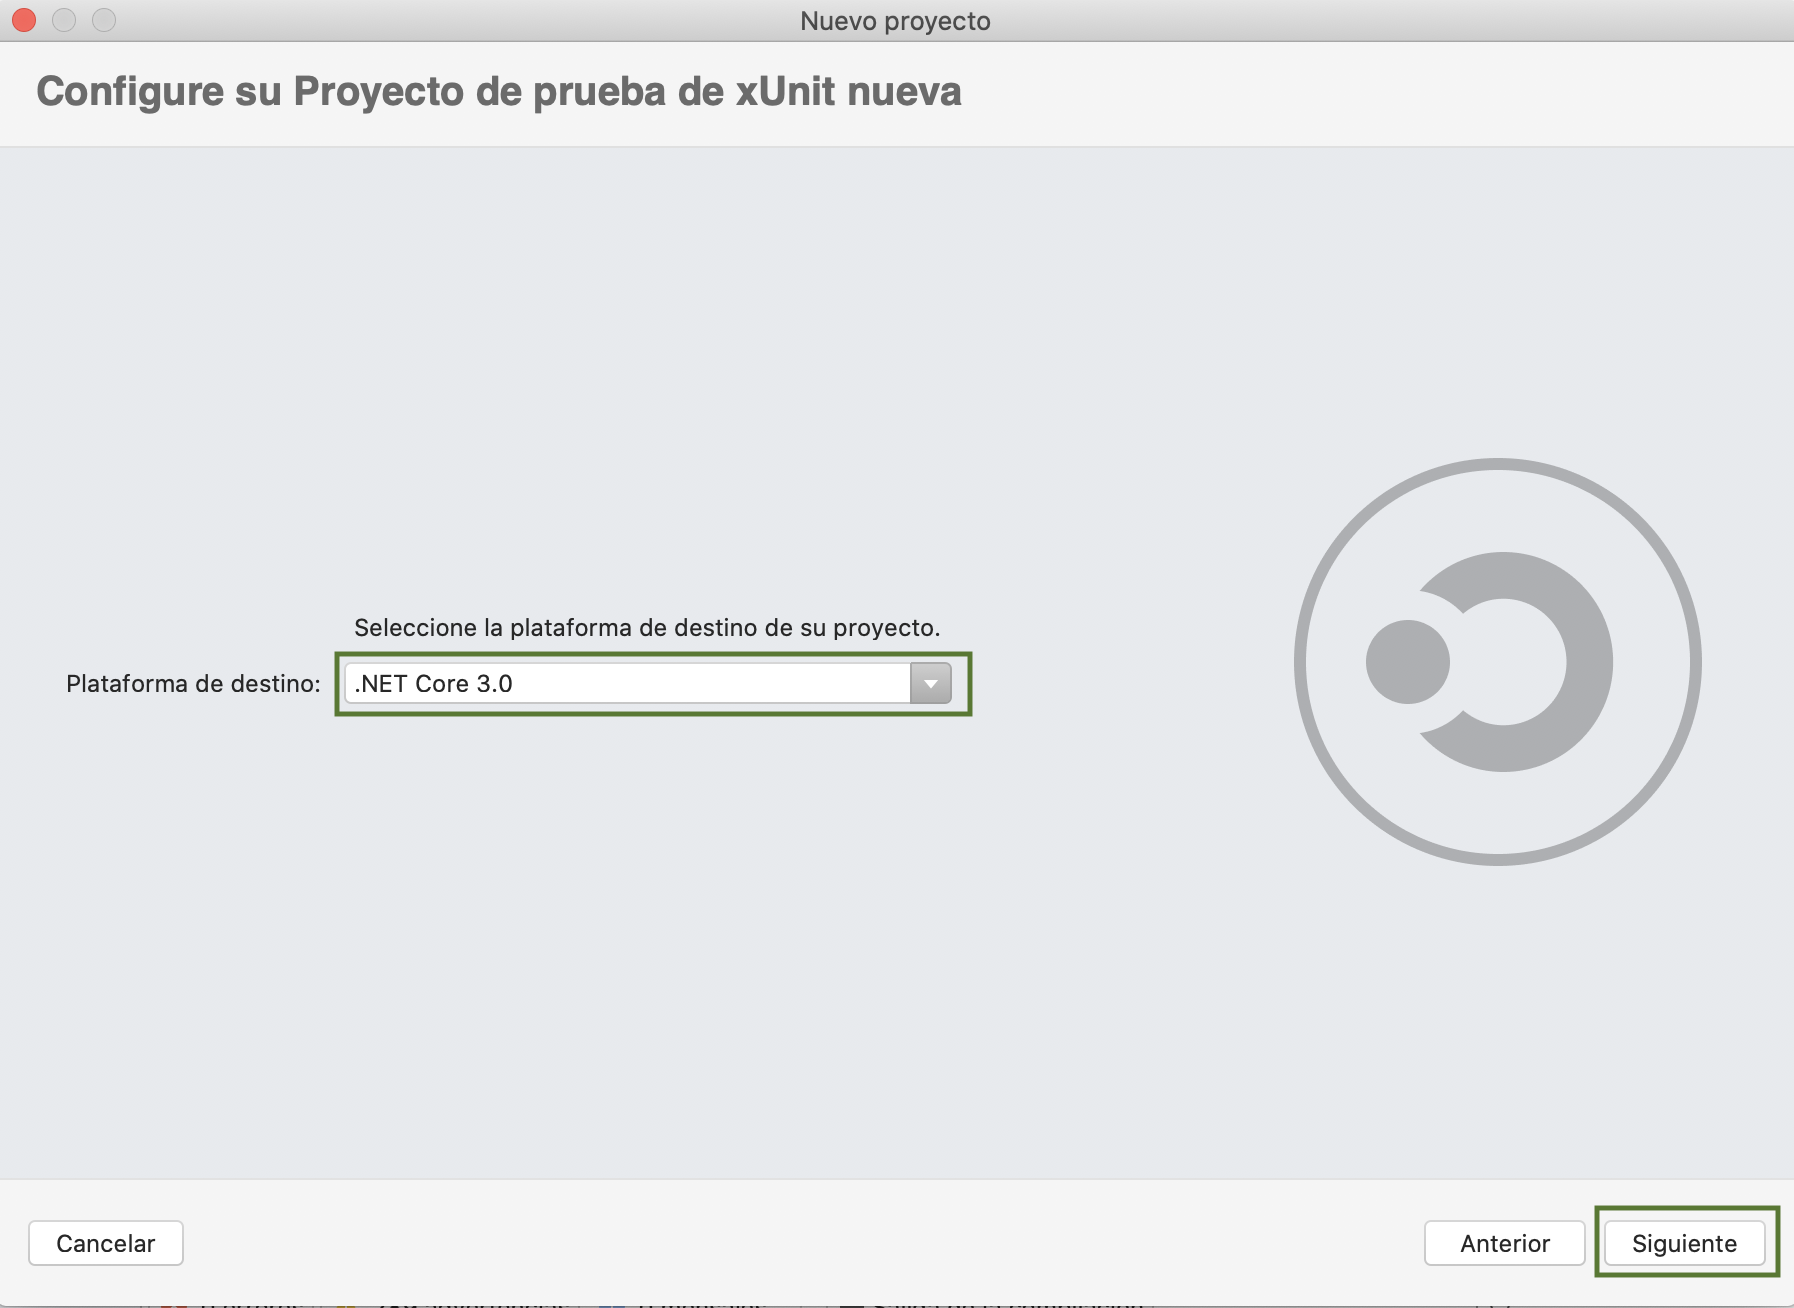 Nuevo proyecto
Configure su Proyecto de prueba de xUnit nueva
Seleccione la plataforma de destino de su proyecto.
Plataforma de destino: .NET Core 3.0
Cancelar Anterior Siguiente